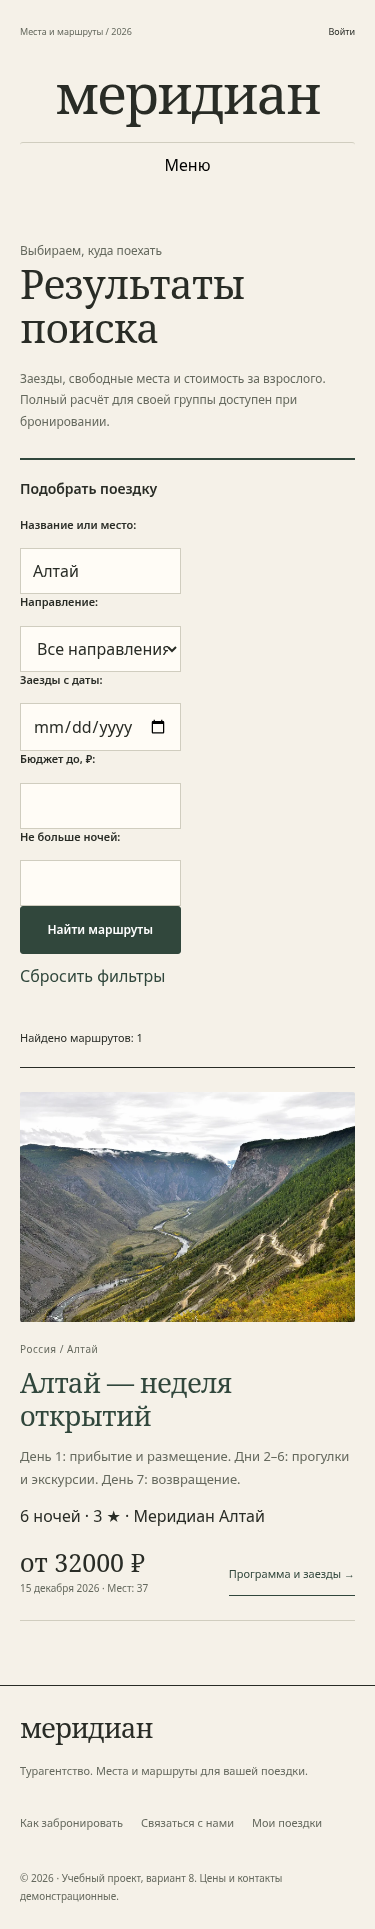 Места и маршруты / 2026
Войти
меридиан
Меню
Выбираем, куда поехать
Результаты
поиска
Заезды, свободные места и стоимость за взрослого.
Полный расчёт для своей группы доступен при
бронировании.
Подобрать поездку
Название или место:
Алтай
Направление:
Все направления
Заезды с даты:
mm/dd/yyyy
Бюджет до, ₽:
Не больше ночей:
Найти маршруты
Сбросить фильтры
Найдено маршрутов: 1
Россия / Алтай
Алтай — неделя
открытий
День 1: прибытие и размещение. Дни 2–6: прогулки
и экскурсии. День 7: возвращение.
6 ночей · 3 ★ · Меридиан Алтай
от 32000 ₽
15 декабря 2026 · Мест: 37
Программа и заезды →
меридиан
Турагентство. Места и маршруты для вашей поездки.
Как забронировать Связаться с нами Мои поездки
© 2026 · Учебный проект, вариант 8. Цены и контакты
демонстрационные.